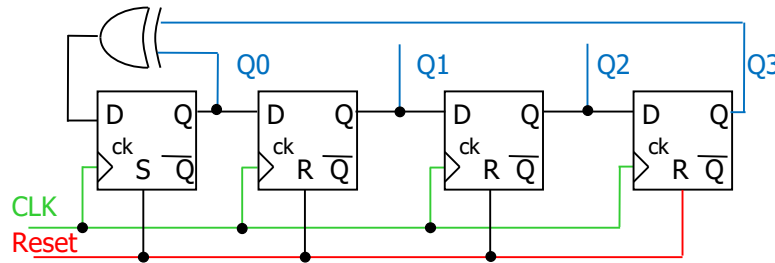 Q0 Q1 Q2 Q3
D Q D Q D Q D Q
ck ck ck ck
S Q R Q R Q R Q
CLK
Reset